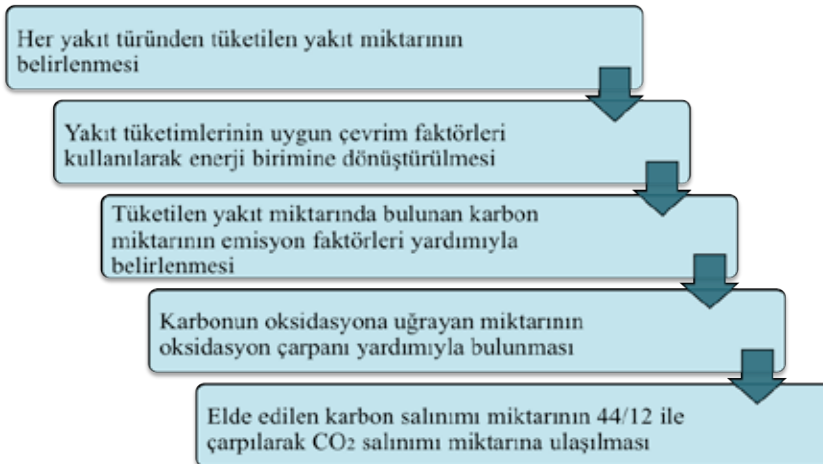 Her yakıt türünden tüketilen yakıt miktarının
belirlenmesi
Yakıt tüketimlerinin uygun çevrim faktörleri
kullanılarak enerji birimine dönüştürülmesi
Tüketilen yakıt miktarında bulunan karbon
miktarının emisyon faktörleri yardımıyla
belirlenmesi
Karbonun oksidasyona uğrayan miktarının
oksidasyon çarpanı yardımıyla bulunması
Elde edilen karbon salınımı miktarının 44/12 ile
çarpılarak CO₂ salınımı miktarına ulaşılması